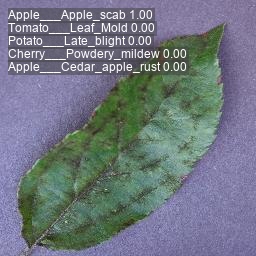 Apple___Apple_scab 1.00
Tomato___Leaf_Mold 0.00
Potato___Late_blight 0.00
Cherry___Powdery_mildew 0.00
Apple___Cedar_apple_rust 0.00